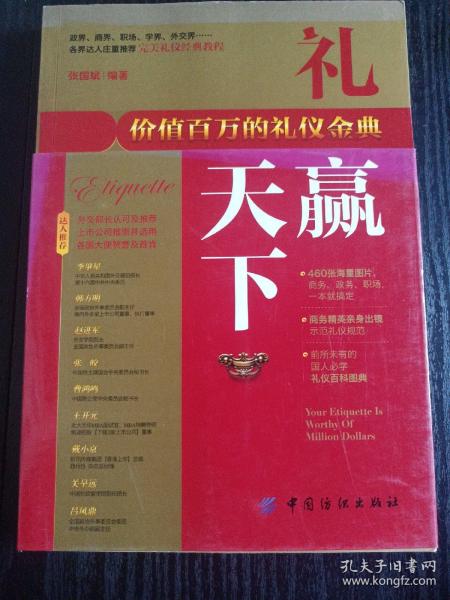 政界、商界、职场、学界、外交界……
各界达人庄重推荐 完美礼仪经典教程
张国斌 | 编著
礼
价值百万的礼仪金典
赢
天下
Etiquette
达人推荐
外交部长认可及推荐
上市公司推崇并选用
各国大使赞誉及首肯
李肇星
韩方明
赵进军
张皎
曹鸿鸣
王开元
戴小京
关呈远
吕凤鼎
460张海量图片，
商务、政务、职场，
一本就搞定
商务精英亲身出镜
示范礼仪规范
前所未有的
国人必学
礼仪百科图典
Your Etiquette Is
Worthy Of
Million Dollars
中国纺织出版社
孔夫子旧书网
www.kongfz.com